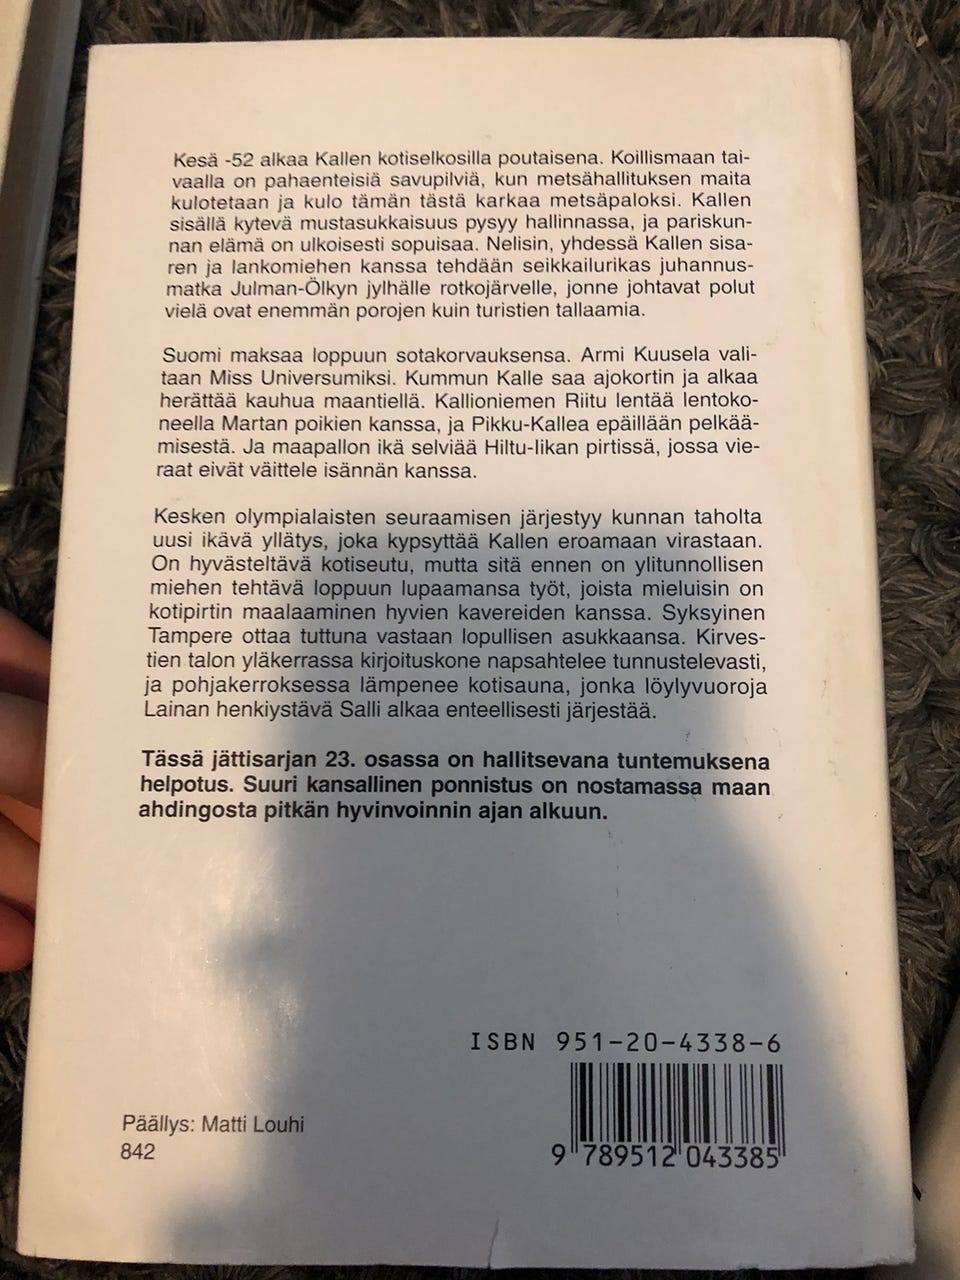 Kesä -52 alkaa Kallen kotiselkosilla poutaisena. Koillismaan tai-
vaalla on pahaenteisiä savupilviä, kun metsähallituksen maita
kulotetaan ja kulo tämän tästä karkaa metsäpaloksi. Kallen
sisällä kytevä mustasukkaisuus pysyy hallinnassa, ja pariskun-
nan elämä on ulkoisesti sopuisaa. Nelisin, yhdessä Kallen sisa-
ren ja lankomiehen kanssa tehdään seikkailurikas juhannus-
matka Julman-Ölkyn jylhälle rotkojärvelle, jonne johtavat polut
vielä ovat enemmän porojen kuin turistien tallaamia.
Suomi maksaa loppuun sotakorvauksensa. Armi Kuusela vali-
taan Miss Universumiksi. Kummun Kalle saa ajokortin ja alkaa
herättää kauhua maantiellä. Kallioniemen Riitu lentää lentoko-
neella Martan poikien kanssa, ja Pikku-Kallea epäillään pelkää-
misestä. Ja maapallon ikä selviää Hiltu-Iikan pirtissä, jossa vie-
raat eivät väittele isännän kanssa.
Kesken olympialaisten seuraamisen järjestyy kunnan taholta
uusi ikävä yllätys, joka kypsyttää Kallen eroamaan virastaan.
On hyvästeltävä kotiseutu, mutta sitä ennen on ylitunnollisen
miehen tehtävä loppuun lupaamansa työt, joista mieluisin on
kotipirtin maalaaminen hyvien kavereiden kanssa. Syksyinen
Tampere ottaa tuttuna vastaan lopullisen asukkaansa. Kirves-
tien talon yläkerrassa kirjoituskone napsahtelee tunnustelevasti,
ja pohjakerroksessa lämpenee kotisauna, jonka löylyvuoroja
Lainan henkiystävä Salli alkaa enteellisesti järjestää.
Tässä jättisarjan 23. osassa on hallitsevana tuntemuksena
helpotus. Suuri kansallinen ponnistus on nostamassa maan
ahdingosta pitkän hyvinvoinnin ajan alkuun.
ISBN 951-20-4338-6
9 789512 043385
Päällys: Matti Louhi
842